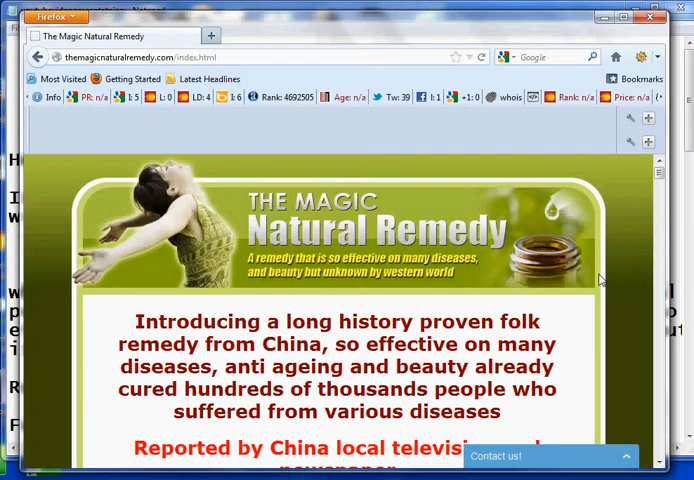 Firefox
The Magic Natural Remedy
themagicnaturalremedy.com/index.html
Google
Most Visited Getting Started Latest Headlines Bookmarks
Info PR: n/a I: 5 L: 0 LD: 4 I: 6 Rank: 4692505 Age: n/a Tw: 39 I: 1 +1: 0 whois Rank: n/a Price: n/a
THE MAGIC
Natural Remedy
A remedy that is so effective on many diseases,
and beauty but unknown by western world
Introducing a long history proven folk
remedy from China, so effective on many
diseases, anti ageing and beauty already
cured hundreds of thousands people who
suffered from various diseases
Reported by China local
Contact us!